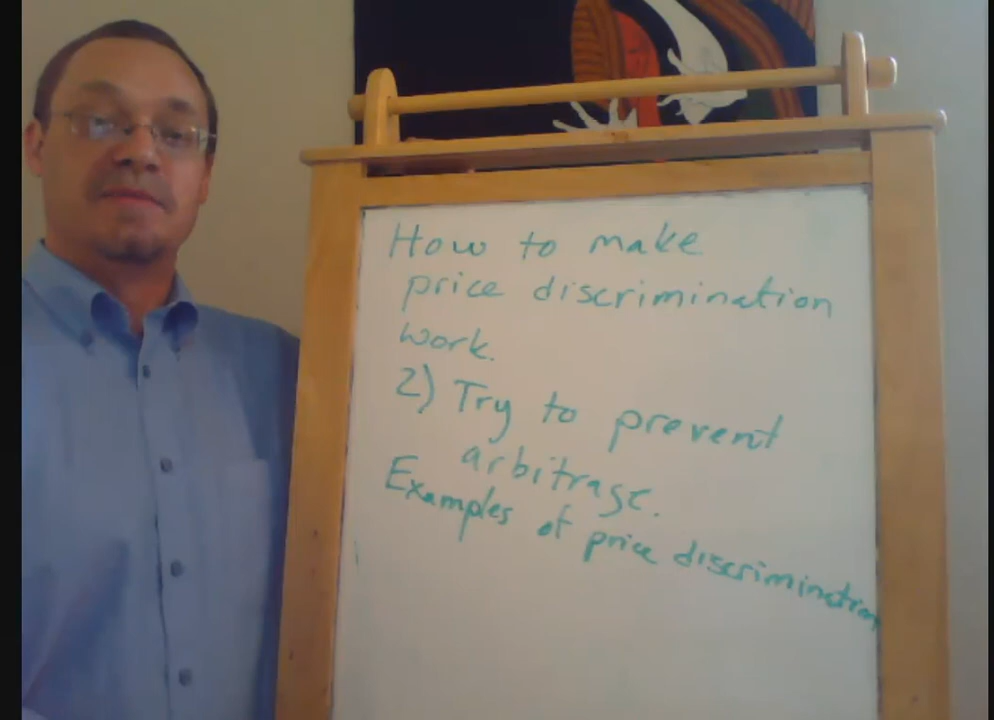 How to make
price discrimination
work.
2) Try to prevent
arbitrage.
Examples of price discrimination